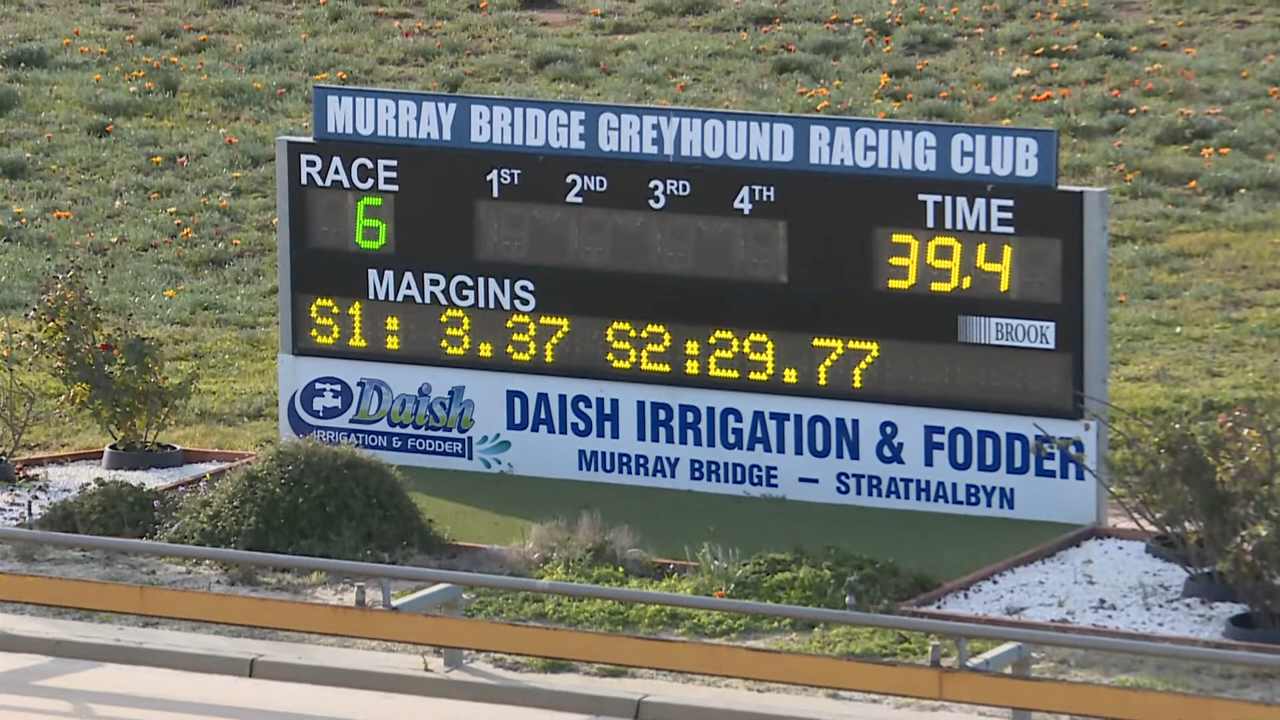 MURRAY BRIDGE GREYHOUND RACING CLUB
RACE 1ST 2ND 3RD 4TH TIME
6 39.4
MARGINS
S1: 3.37 S2:29.77
BROOK
Daish
IRRIGATION & FODDER
DAISH IRRIGATION & FODDER
MURRAY BRIDGE — STRATHALBYN